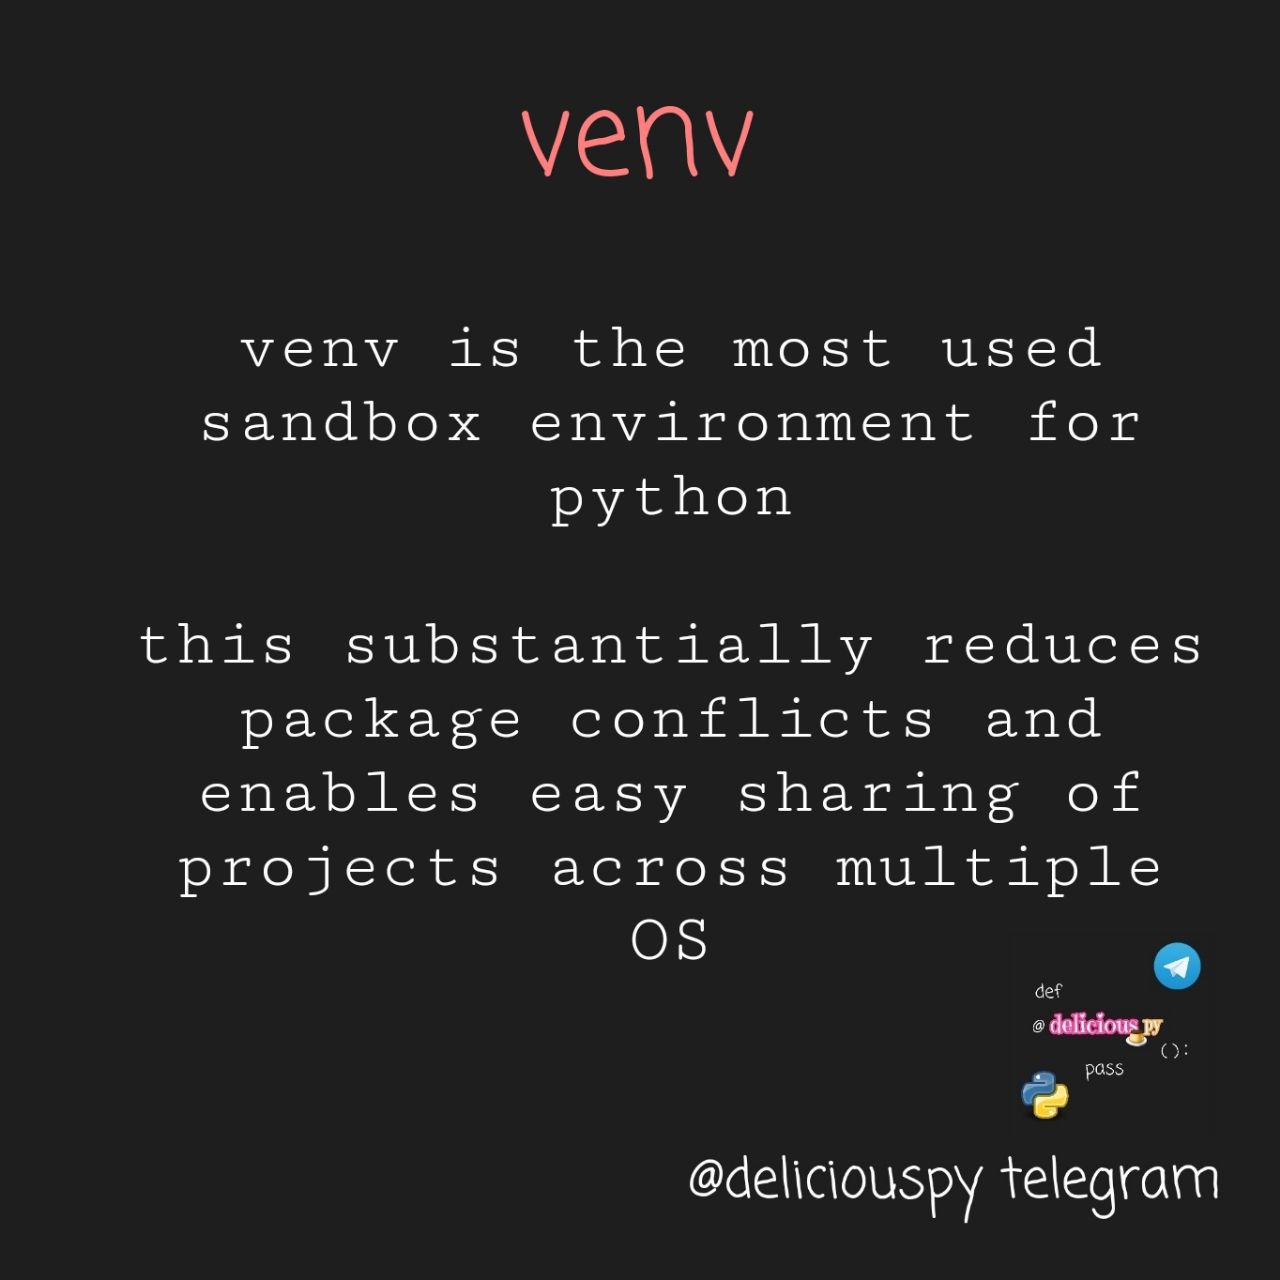 venv
venv is the most used
sandbox environment for
python
this substantially reduces
package conflicts and
enables easy sharing of
projects across multiple
OS
def
@delicious py
():
pass
@deliciouspy telegram